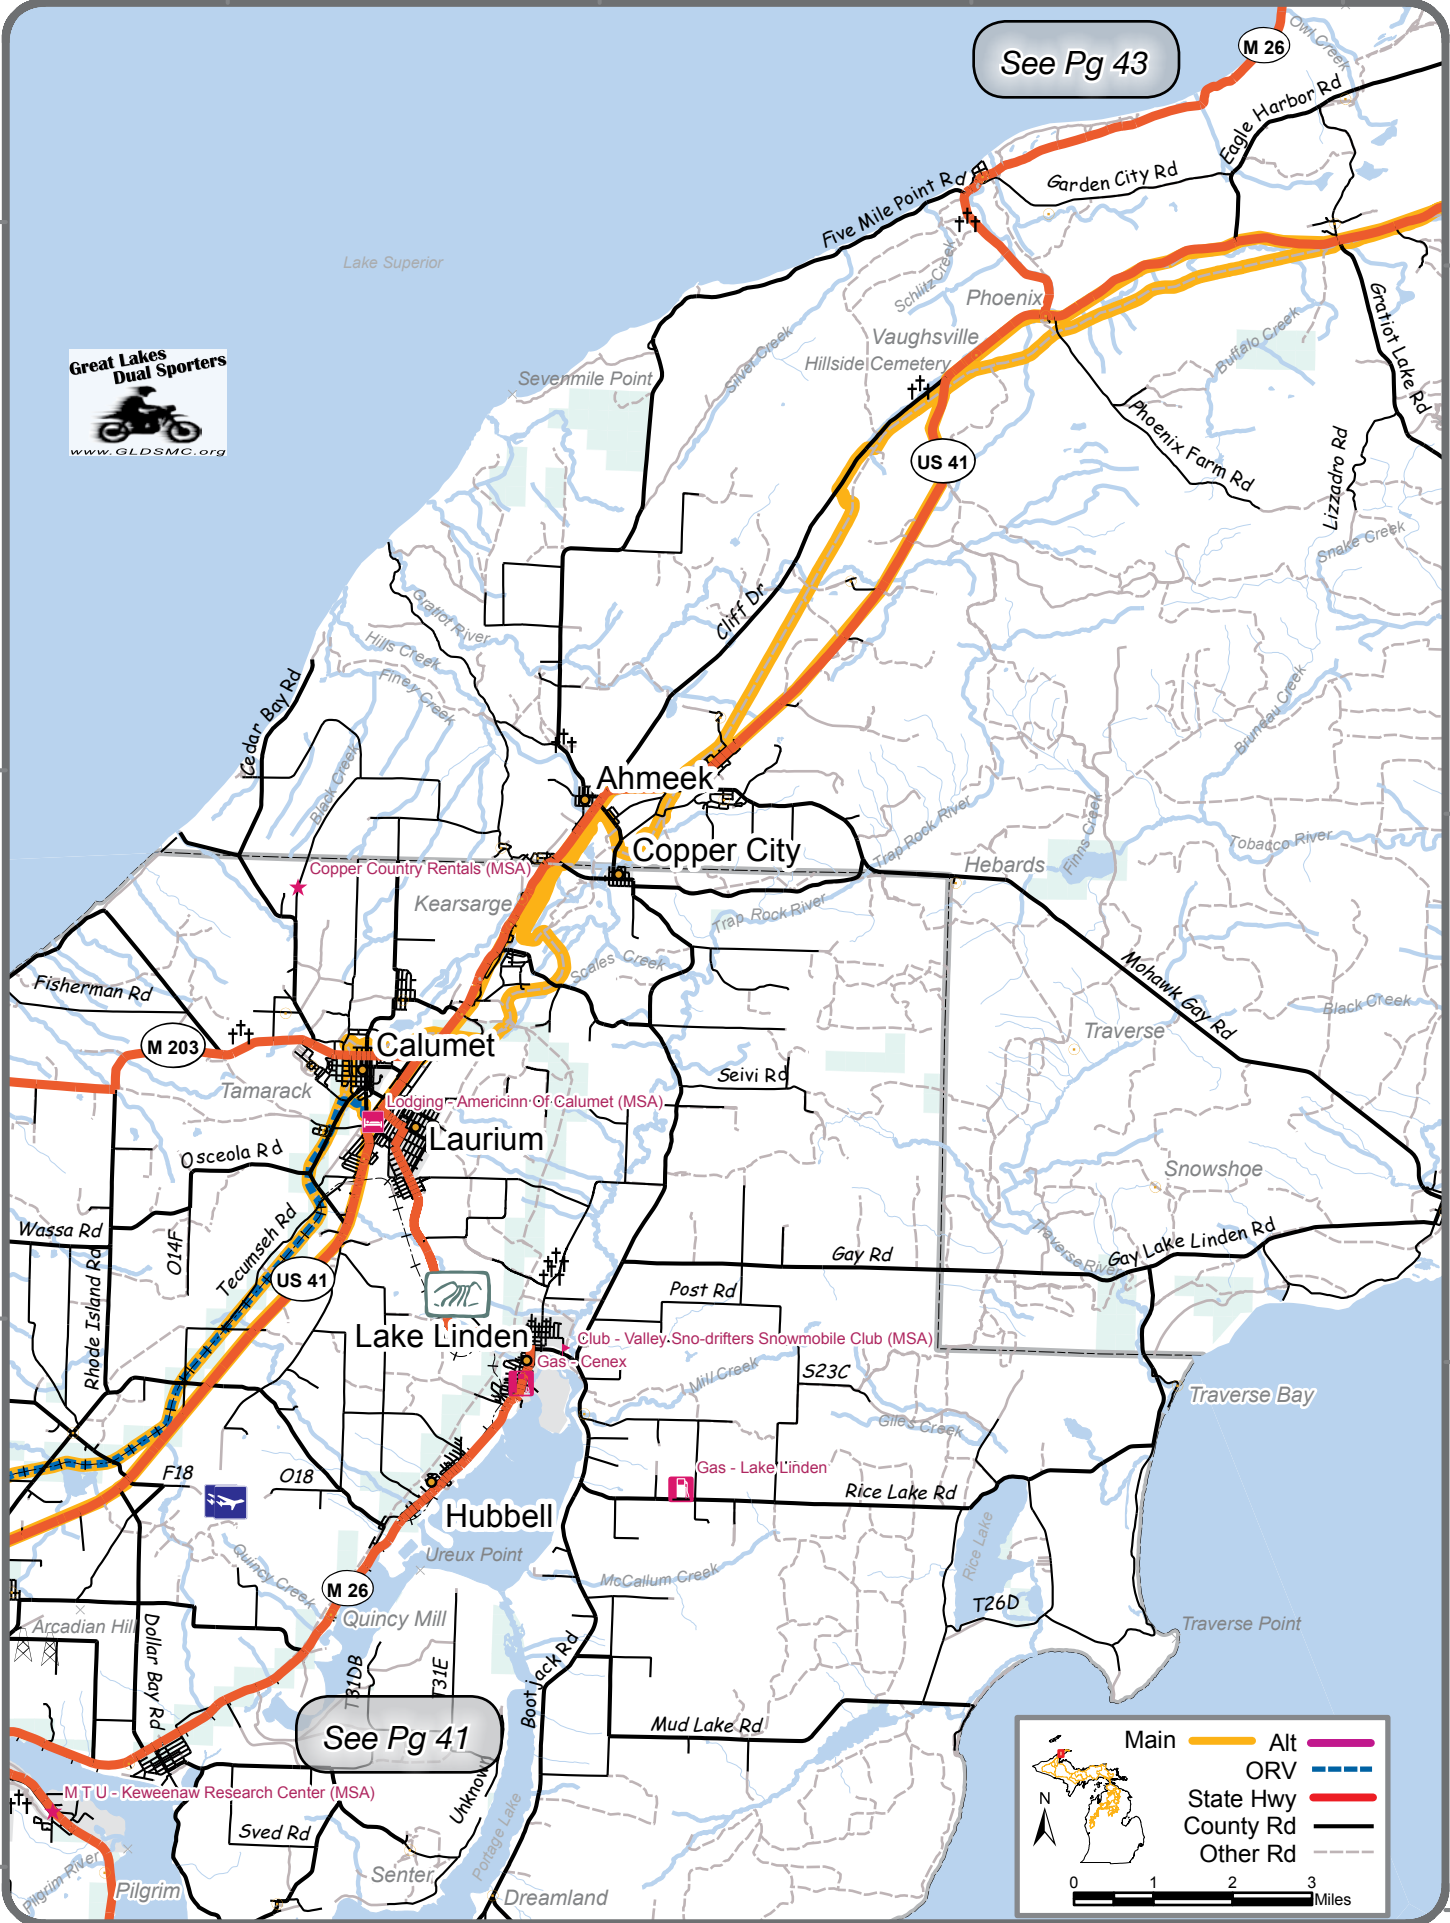 See Pg 43
M 26
Owl Creek
Eagle Harbor Rd
Garden City Rd
Five Mile Point Rd
Lake Superior
Schlitz Creek
Phoenix
Gratiot Lake Rd
Great Lakes
Dual Sporters
www.GLDSMC.org
Vaughsville
Hillside Cemetery
Silver Creek
Buffalo Creek
Sevenmile Point
Phoenix Farm Rd
US 41
Lizzadro Rd
Snake Creek
Gratiot River
Cliff Dr
Hills Creek
Finey Creek
Cedar Bay Rd
Bruneau Creek
Black Creek
Ahmeek
Trap Rock River
Finns Creek
Tobacco River
Copper City
Hebards
Copper Country Rentals (MSA)
Kearsarge
Trap Rock River
Scales Creek
Mohawk Gay Rd
Fisherman Rd
Black Creek
M 203
Calumet
Traverse
Seivi Rd
Tamarack
Lodging - Americinn Of Calumet (MSA)
Laurium
Osceola Rd
Snowshoe
Wassa Rd
Tecumseh Rd
O14F
Rhode Island Rd
Traverse River
Gay Lake Linden Rd
Gay Rd
US 41
Post Rd
Lake Linden
Club - Valley Sno-drifters Snowmobile Club (MSA)
Gas - Cenex
Mill Creek
S23C
Traverse Bay
Giles Creek
F18
O18
Gas - Lake Linden
Rice Lake Rd
Hubbell
Ureux Point
Rice Lake
Quincy Creek
McCallum Creek
M 26
T26D
Quincy Mill
Arcadian Hill
Traverse Point
Dollar Bay Rd
T31DB
T31E
Bootjack Rd
See Pg 41
Mud Lake Rd
Main
Alt
ORV
State Hwy
County Rd
Other Rd
N
0 1 2 3
Miles
M T U - Keweenaw Research Center (MSA)
Unknown
Sved Rd
Portage Lake
Senter
Pilgrim River
Pilgrim
Dreamland